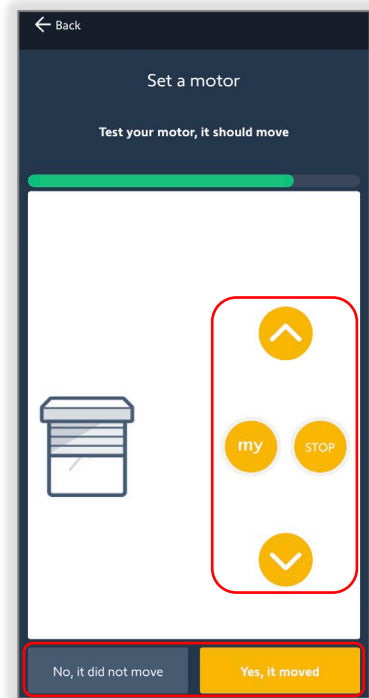 Back
Set a motor
Test your motor, it should move
my STOP
No, it did not move Yes, it moved